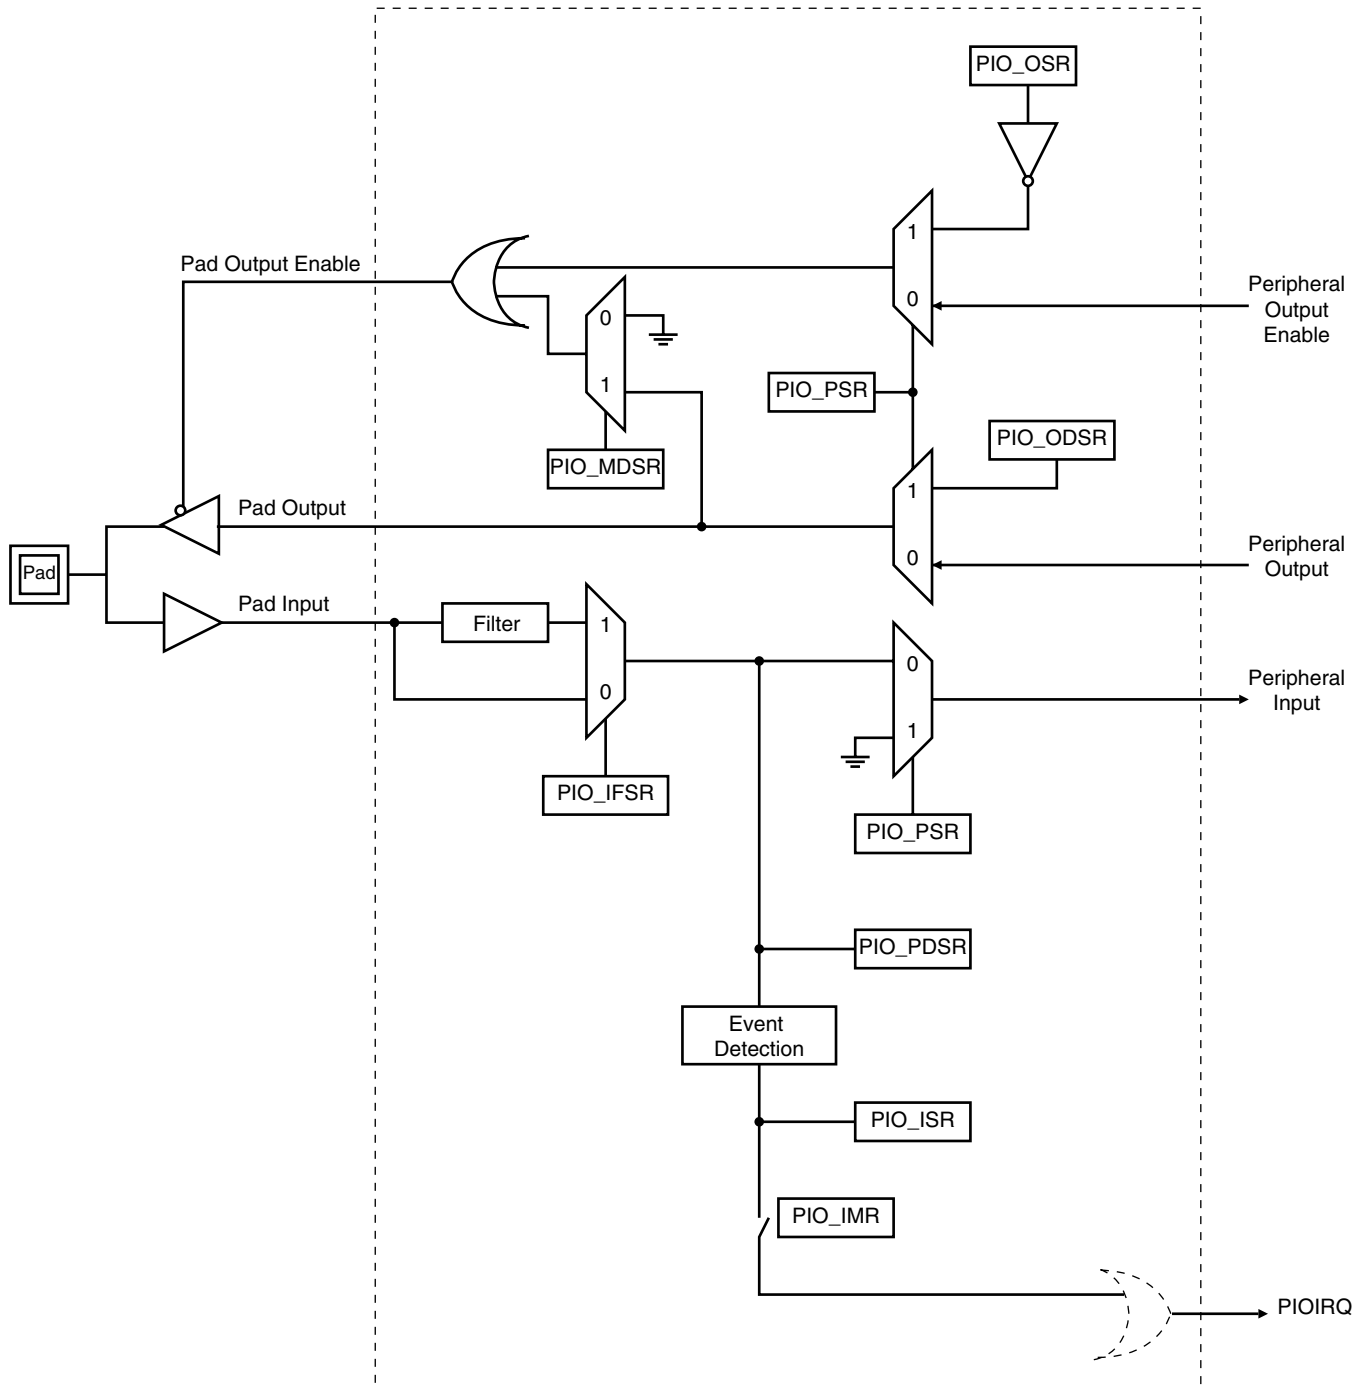 PIO_OSR
1
Pad Output Enable
0
Peripheral
Output
Enable
0
1
PIO_PSR
PIO_MDSR
PIO_ODSR
1
Pad Output
0
Peripheral
Output
Pad
Pad Input
Filter
1
0
0
1
Peripheral
Input
PIO_IFSR
PIO_PSR
PIO_PDSR
Event
Detection
PIO_ISR
PIO_IMR
PIOIRQ